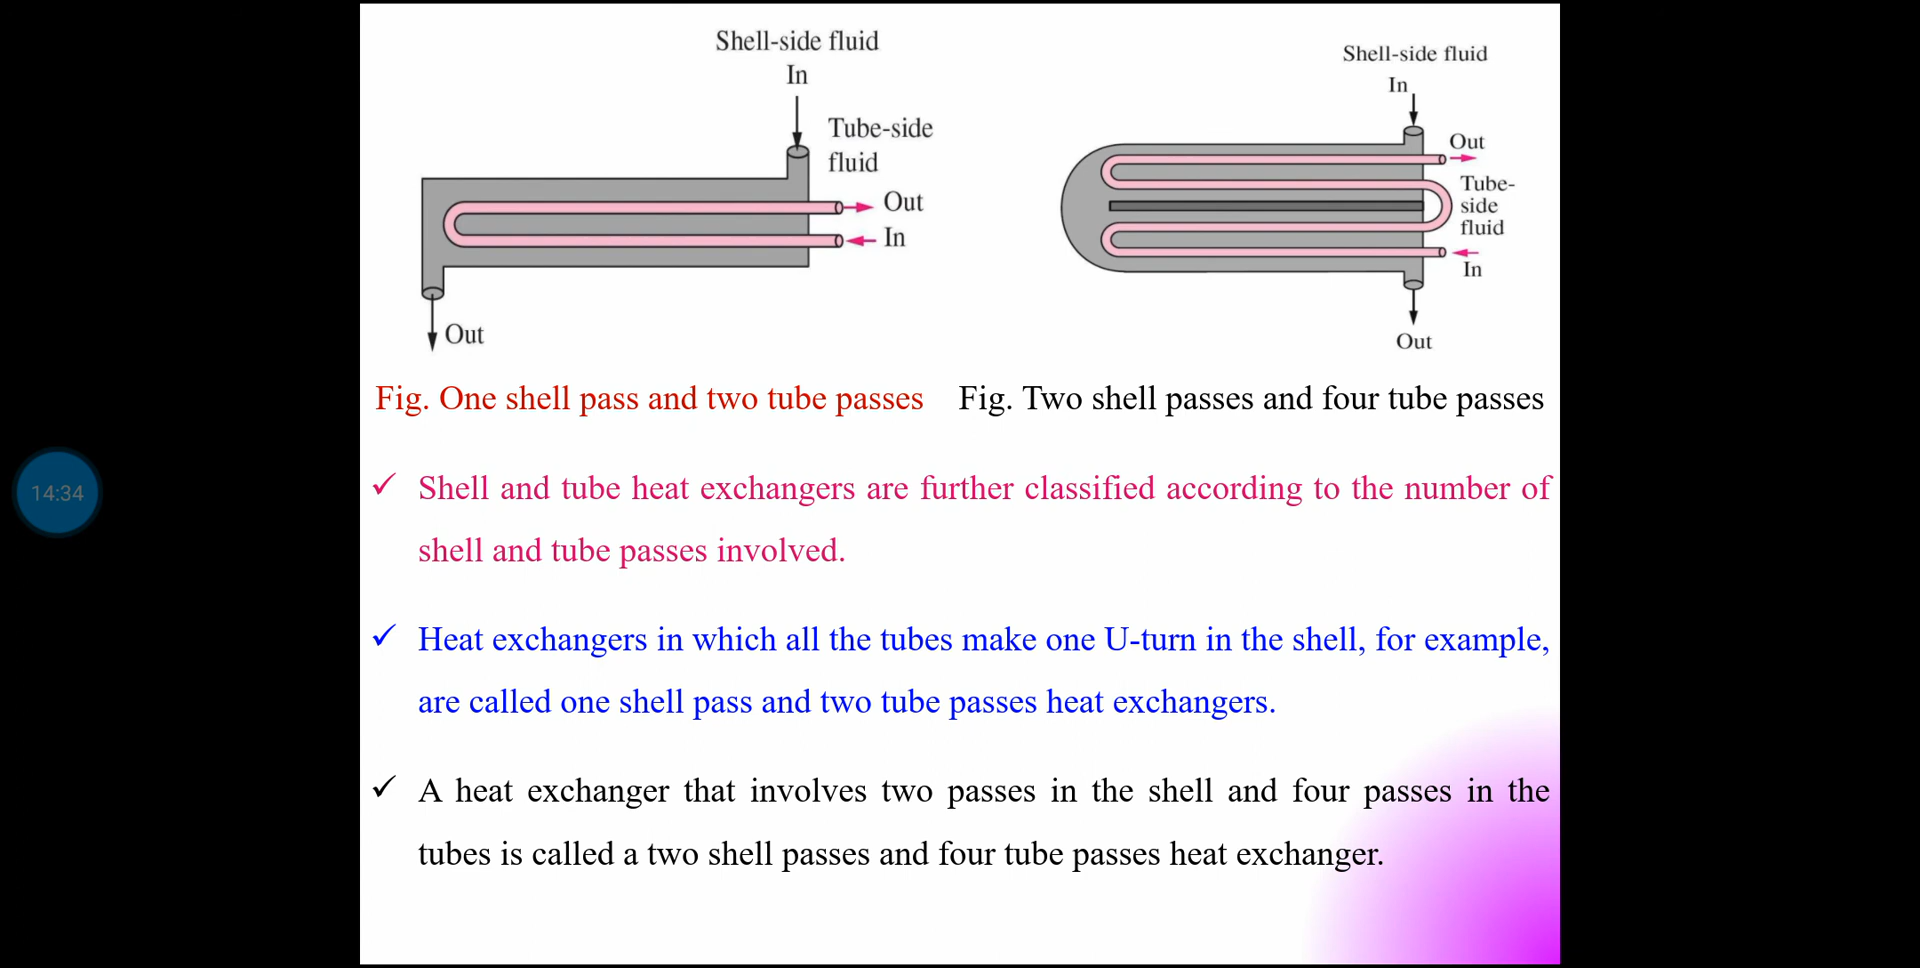 Shell-side fluid
In
Tube-side
fluid
Out
In
Out
Shell-side fluid
In
Out
Tube-
side
fluid
In
Out
Fig. One shell pass and two tube passes
Fig. Two shell passes and four tube passes
14:34
✓ Shell and tube heat exchangers are further classified according to the number of
shell and tube passes involved.
✓ Heat exchangers in which all the tubes make one U-turn in the shell, for example,
are called one shell pass and two tube passes heat exchangers.
✓ A heat exchanger that involves two passes in the shell and four passes in the
tubes is called a two shell passes and four tube passes heat exchanger.